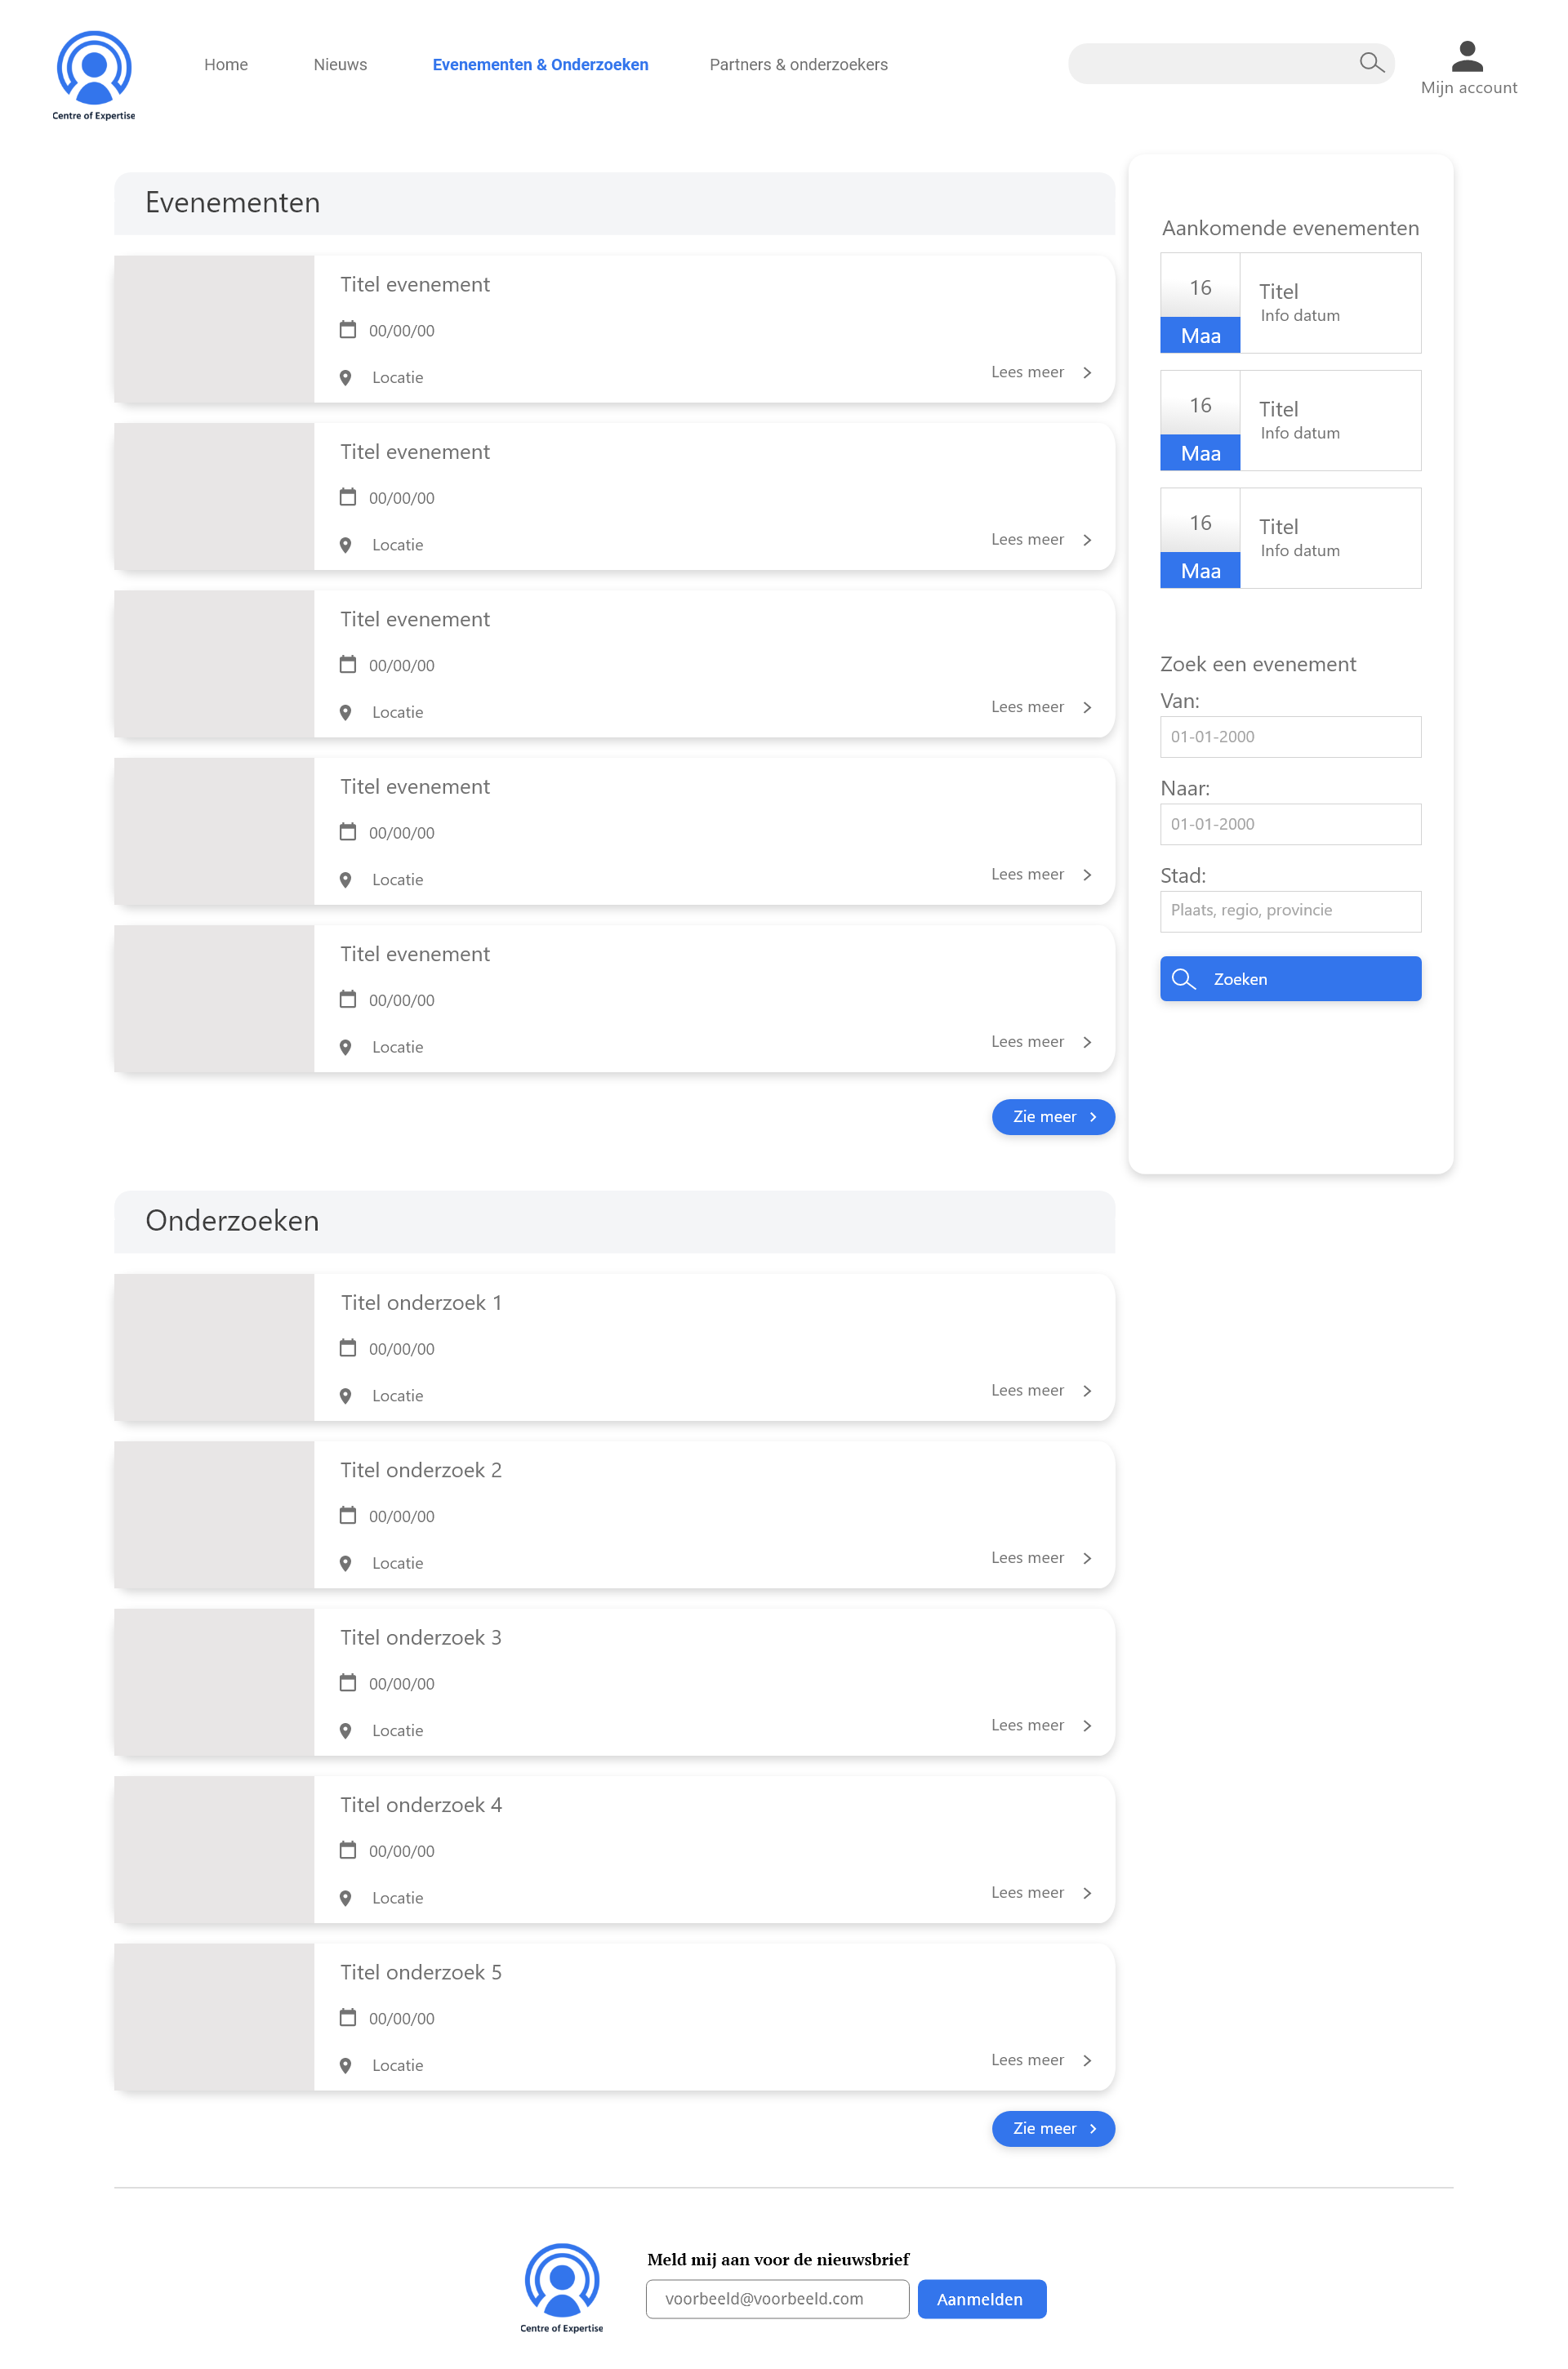 Centre of Expertise
Home
Nieuws
Evenementen & Onderzoeken
Partners & onderzoekers
Mijn account
Evenementen
Titel evenement
00/00/00
Locatie
Lees meer
Titel evenement
00/00/00
Locatie
Lees meer
Titel evenement
00/00/00
Locatie
Lees meer
Titel evenement
00/00/00
Locatie
Lees meer
Titel evenement
00/00/00
Locatie
Lees meer
Zie meer
Aankomende evenementen
16
Maa
Titel
Info datum
16
Maa
Titel
Info datum
16
Maa
Titel
Info datum
Zoek een evenement
Van:
01-01-2000
Naar:
01-01-2000
Stad:
Plaats, regio, provincie
Zoeken
Onderzoeken
Titel onderzoek 1
00/00/00
Locatie
Lees meer
Titel onderzoek 2
00/00/00
Locatie
Lees meer
Titel onderzoek 3
00/00/00
Locatie
Lees meer
Titel onderzoek 4
00/00/00
Locatie
Lees meer
Titel onderzoek 5
00/00/00
Locatie
Lees meer
Zie meer
Centre of Expertise
Meld mij aan voor de nieuwsbrief
voorbeeld@voorbeeld.com
Aanmelden